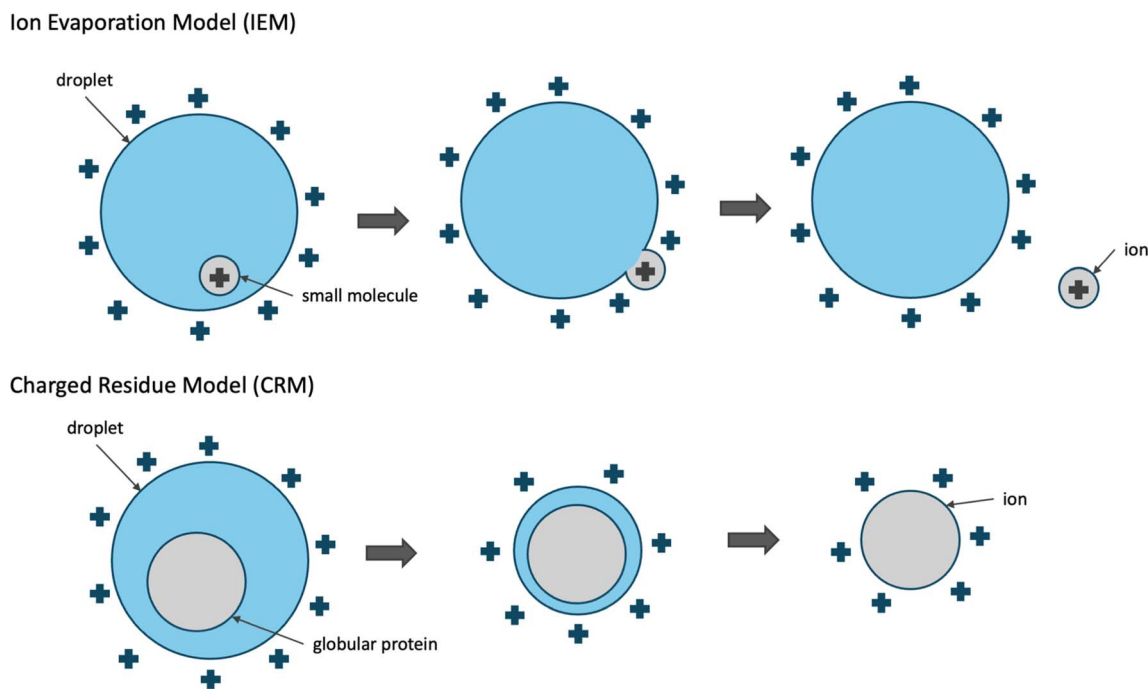 Ion Evaporation Model (IEM)
droplet
small molecule
ion
Charged Residue Model (CRM)
droplet
ion
globular protein